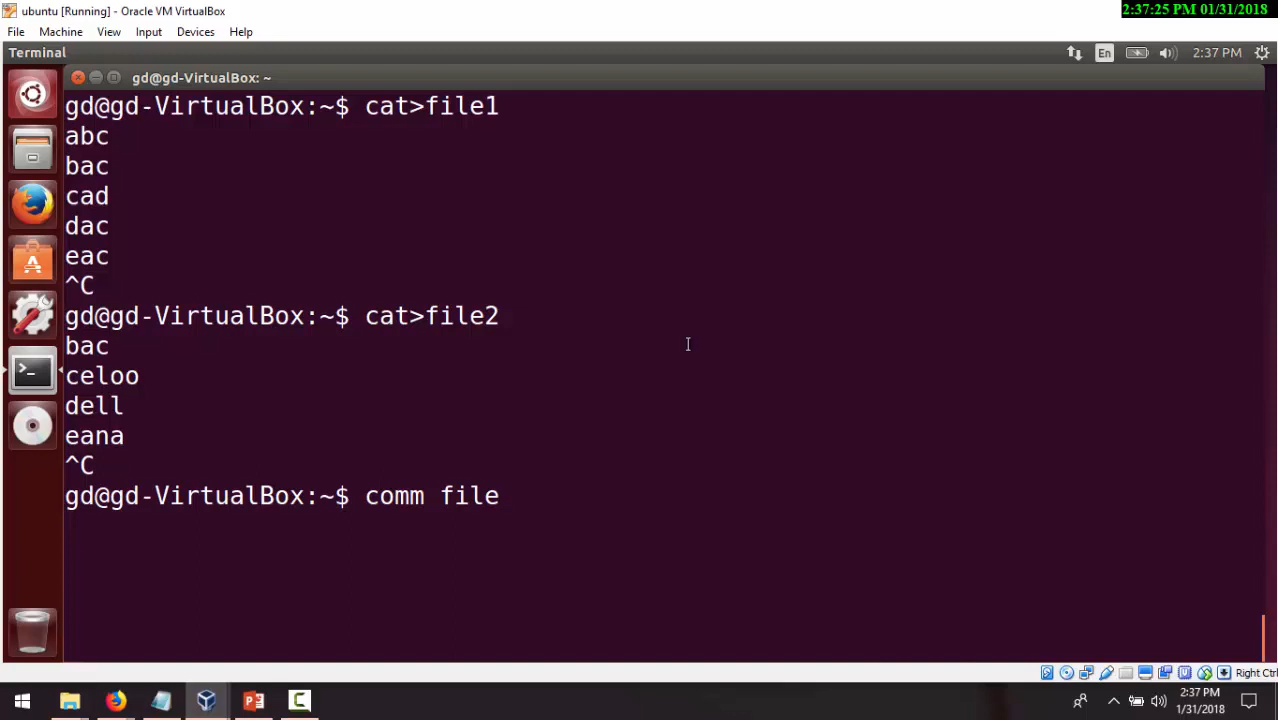 ubuntu [Running] - Oracle VM VirtualBox
2:37:25 PM 01/31/2018
File Machine View Input Devices Help
Terminal
En
2:37 PM
gd@gd-VirtualBox: ~
gd@gd-VirtualBox:~$ cat>file1
abc
bac
cad
dac
eac
^C
gd@gd-VirtualBox:~$ cat>file2
bac
celoo
dell
eana
^C
gd@gd-VirtualBox:~$ comm file
Right Ctrl
2:37 PM
1/31/2018